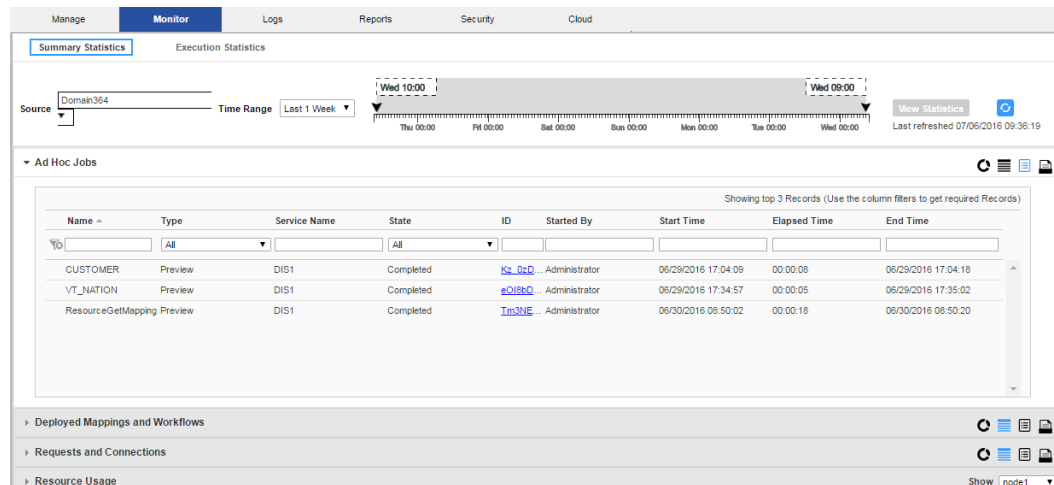 Manage Monitor Logs Reports Security Cloud
Summary Statistics Execution Statistics
Wed 10:00 Wed 09:00
Source Domain364 Time Range Last 1 Week View Statistics
Thu 00:00 Fri 00:00 Sat 00:00 Sun 00:00 Mon 00:00 Tue 00:00 Wed 00:00 Last refreshed 07/06/2016 09:36:19
Ad Hoc Jobs
Showing top 3 Records (Use the column filters to get required Records)
Name Type Service Name State ID Started By Start Time Elapsed Time End Time
All All
CUSTOMER Preview DIS1 Completed Kz_0zD... Administrator 06/29/2016 17:04:09 00:00:08 06/29/2016 17:04:18
VT_NATION Preview DIS1 Completed eOI8bD... Administrator 06/29/2016 17:34:57 00:00:05 06/29/2016 17:35:02
ResourceGetMapping Preview DIS1 Completed Tm3NE... Administrator 06/30/2016 08:50:02 00:00:18 06/30/2016 08:50:20
Deployed Mappings and Workflows
Requests and Connections
Resource Usage Show node1